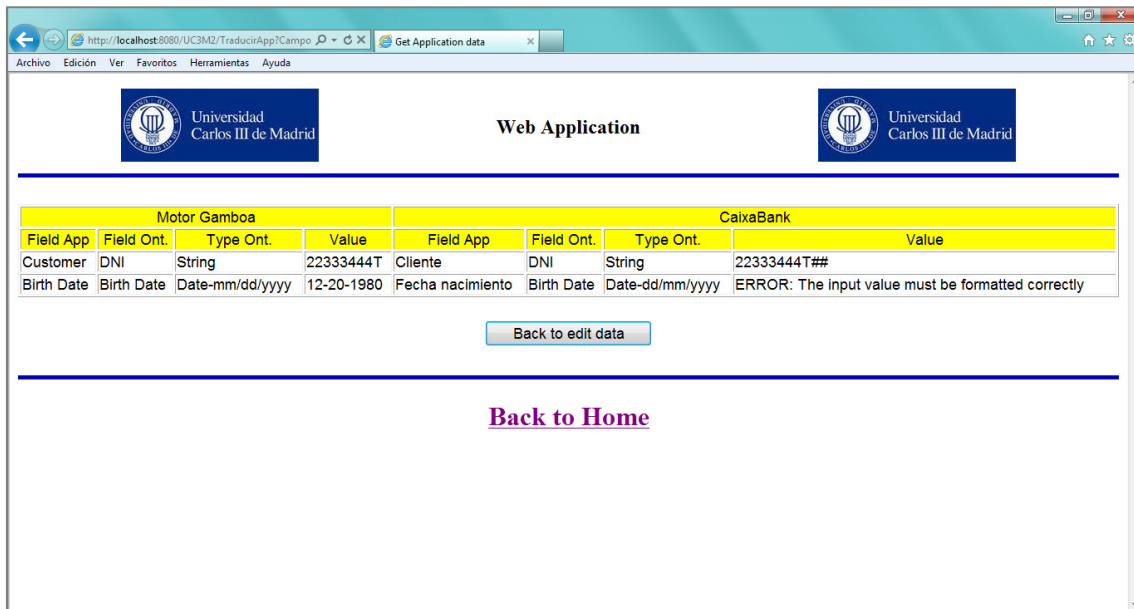 http://localhost:8080/UC3M2/TraducirApp?Campo
Get Application data
Archivo Edición Ver Favoritos Herramientas Ayuda
Universidad
Carlos III de Madrid
Web Application
Universidad
Carlos III de Madrid
Motor Gamboa CaixaBank
Field App Field Ont. Type Ont. Value Field App Field Ont. Type Ont. Value
Customer DNI String 22333444T Cliente DNI String 22333444T##
Birth Date Birth Date Date-mm/dd/yyyy 12-20-1980 Fecha nacimiento Birth Date Date-dd/mm/yyyy ERROR: The input value must be formatted correctly
Back to edit data
Back to Home